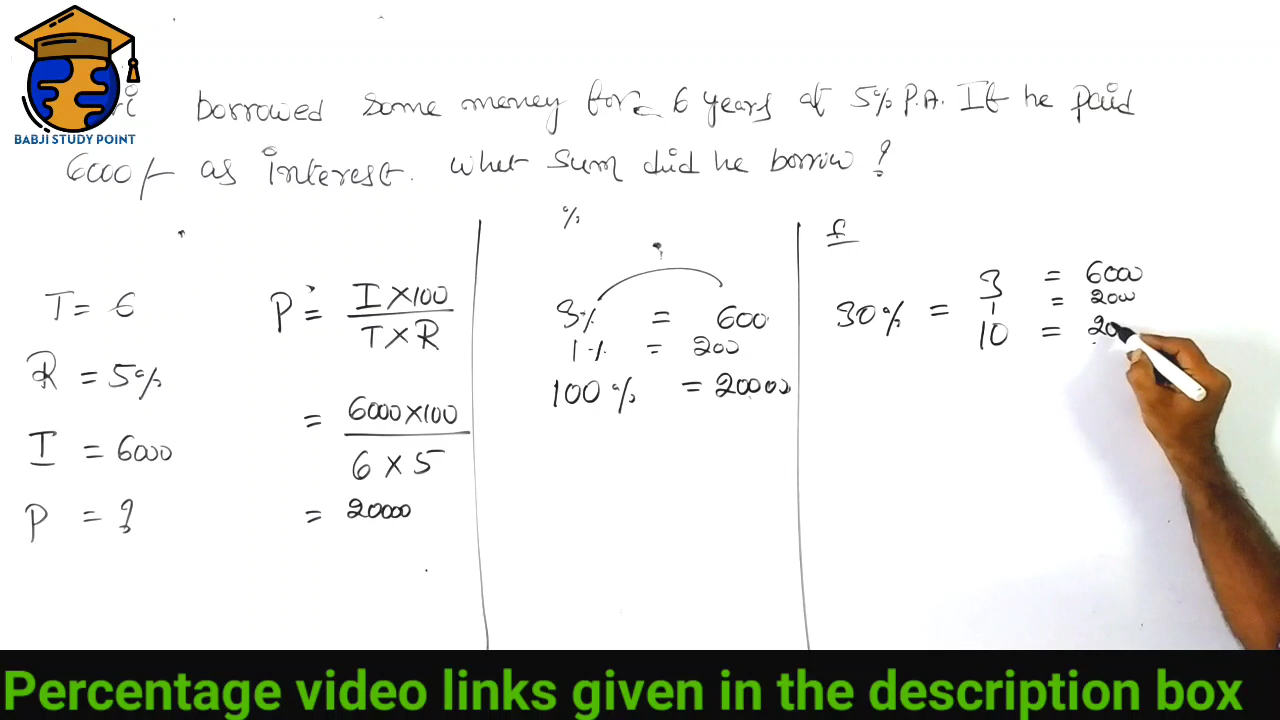 BABJI STUDY POINT
borrowed some money for 6 years at 5% P.A. If he paid
6000/- as interest. what sum did he borrow ?
T = 6
R = 5%
I = 6000
P = ?
P = I × 100
T × R
= 6000 × 100
6 × 5
= 20000
%
3% = 600
1% = 200
100% = 20000
f
30% = 3 = 6000
1 = 2000
10 = 20
Percentage video links given in the description box